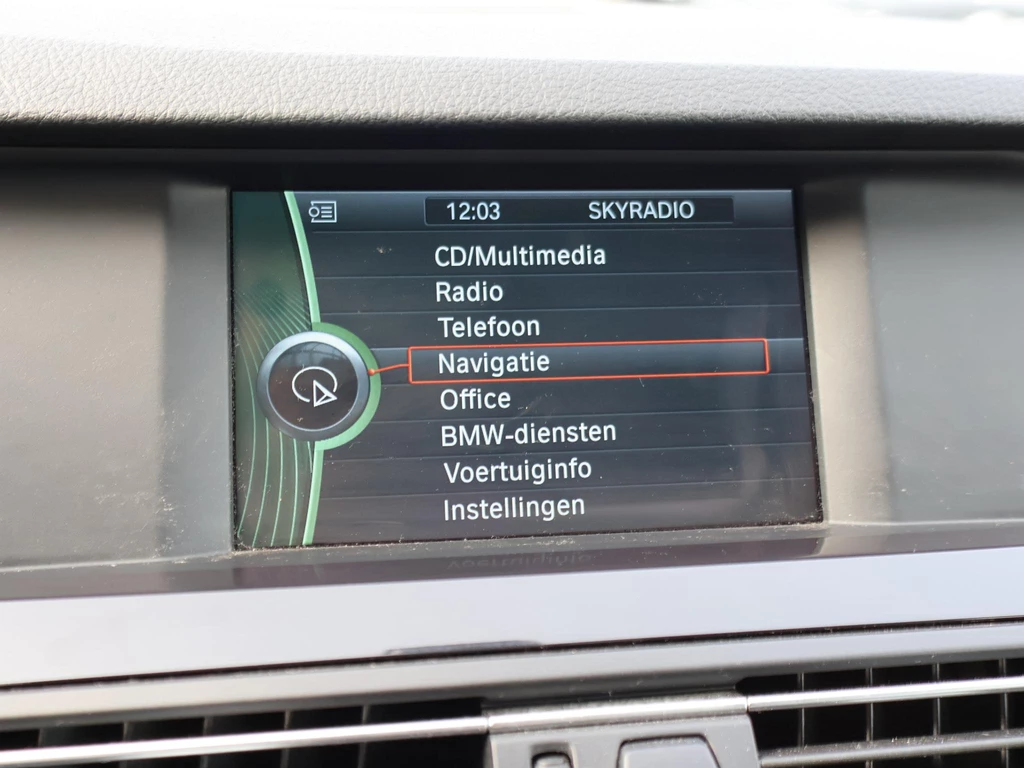 12:03 SKYRADIO
CD/Multimedia
Radio
Telefoon
Navigatie
Office
BMW-diensten
Voertuiginfo
Instellingen